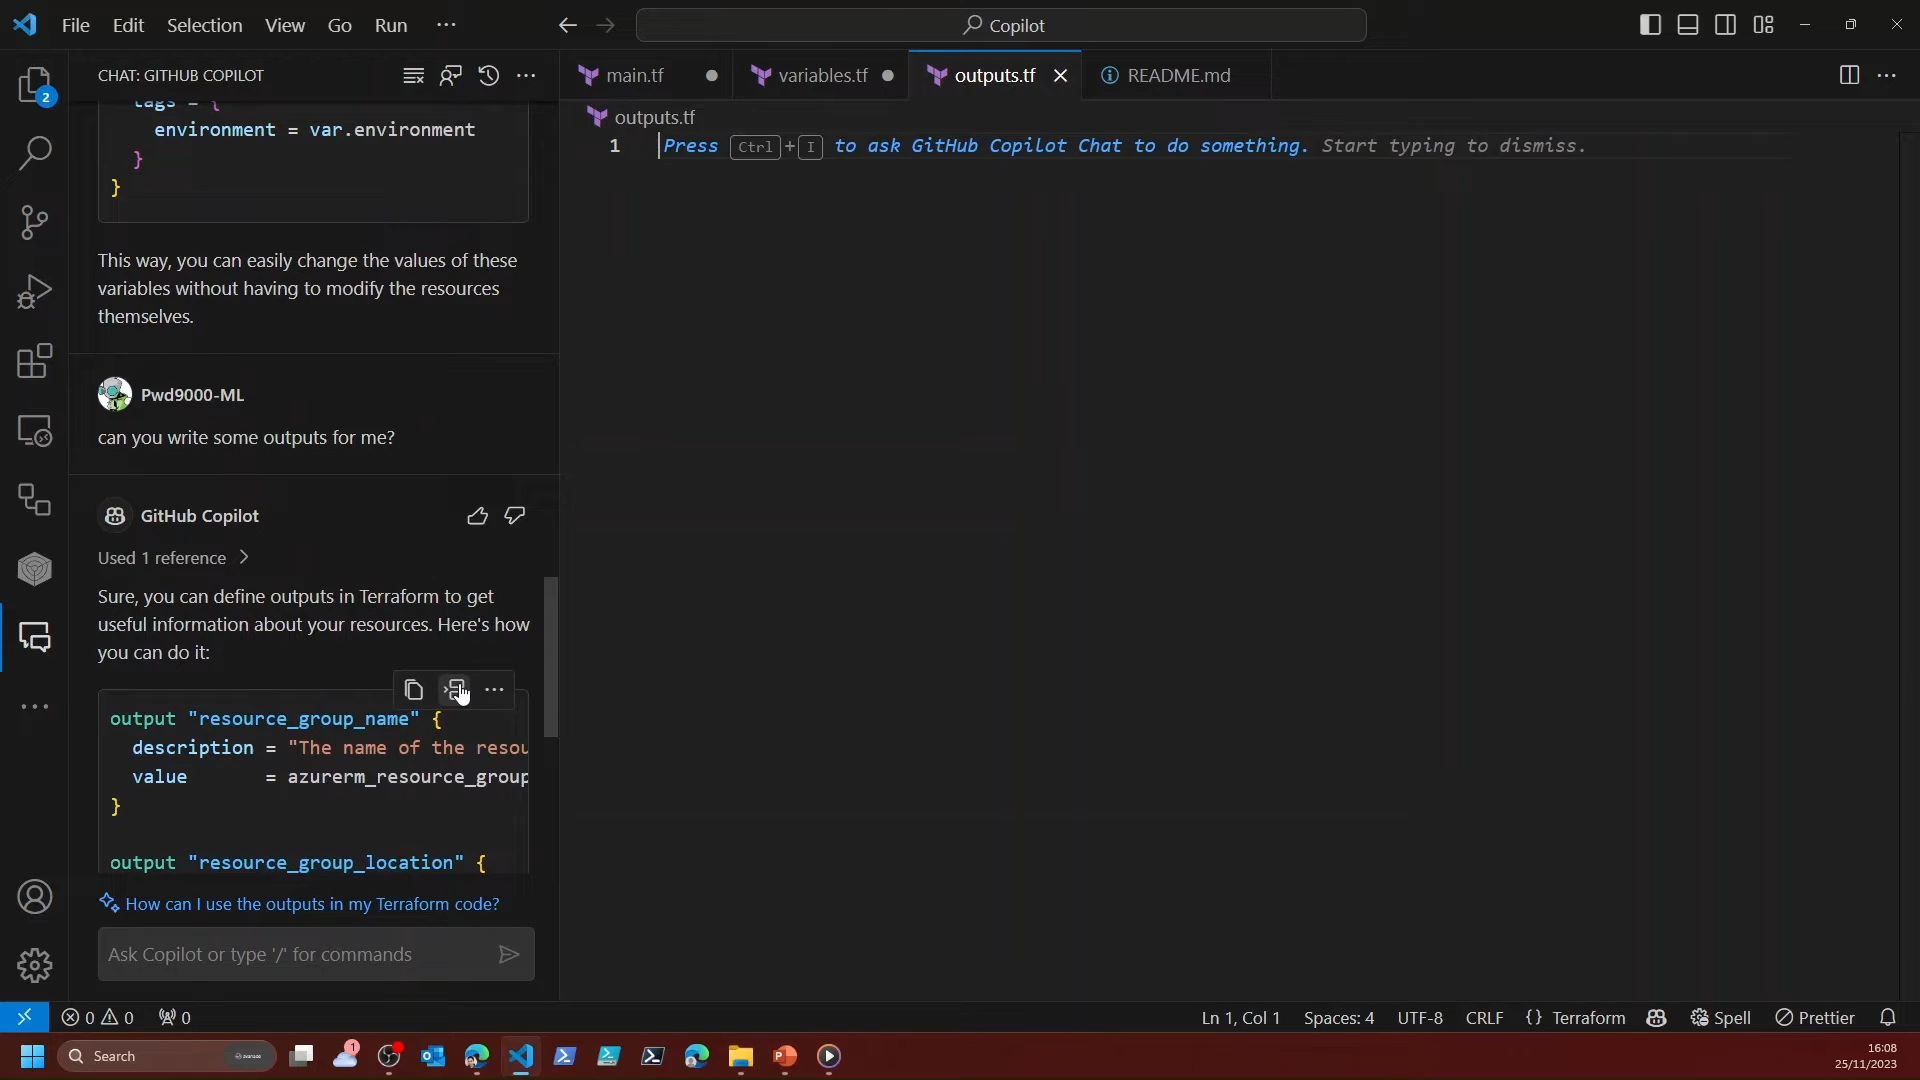 File Edit Selection View Go Run ···
Copilot
CHAT: GITHUB COPILOT
main.tf
variables.tf
outputs.tf
README.md
2
tags = {
environment = var.environment
}
}
This way, you can easily change the values of these
variables without having to modify the resources
themselves.
Pwd9000-ML
can you write some outputs for me?
GitHub Copilot
Used 1 reference >
Sure, you can define outputs in Terraform to get
useful information about your resources. Here's how
you can do it:
output "resource_group_name" {
description = "The name of the resou
value = azurerm_resource_group
}
output "resource_group_location" {
How can I use the outputs in my Terraform code?
Ask Copilot or type '/' for commands
outputs.tf
1 Press Ctrl + I to ask GitHub Copilot Chat to do something. Start typing to dismiss.
0 0 0
Ln 1, Col 1 Spaces: 4 UTF-8 CRLF {} Terraform Spell Prettier
Search
1
16:08
25/11/2023